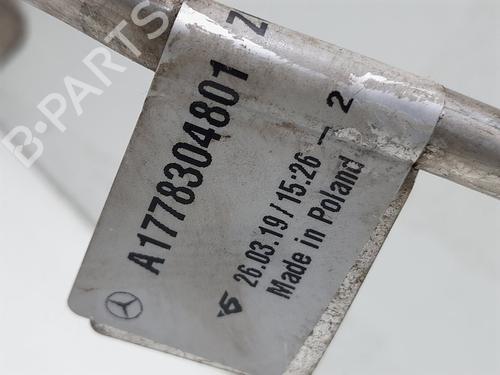 B-PARTS
Z
A1778304801
26.03.19/15:26
2
Made in Poland